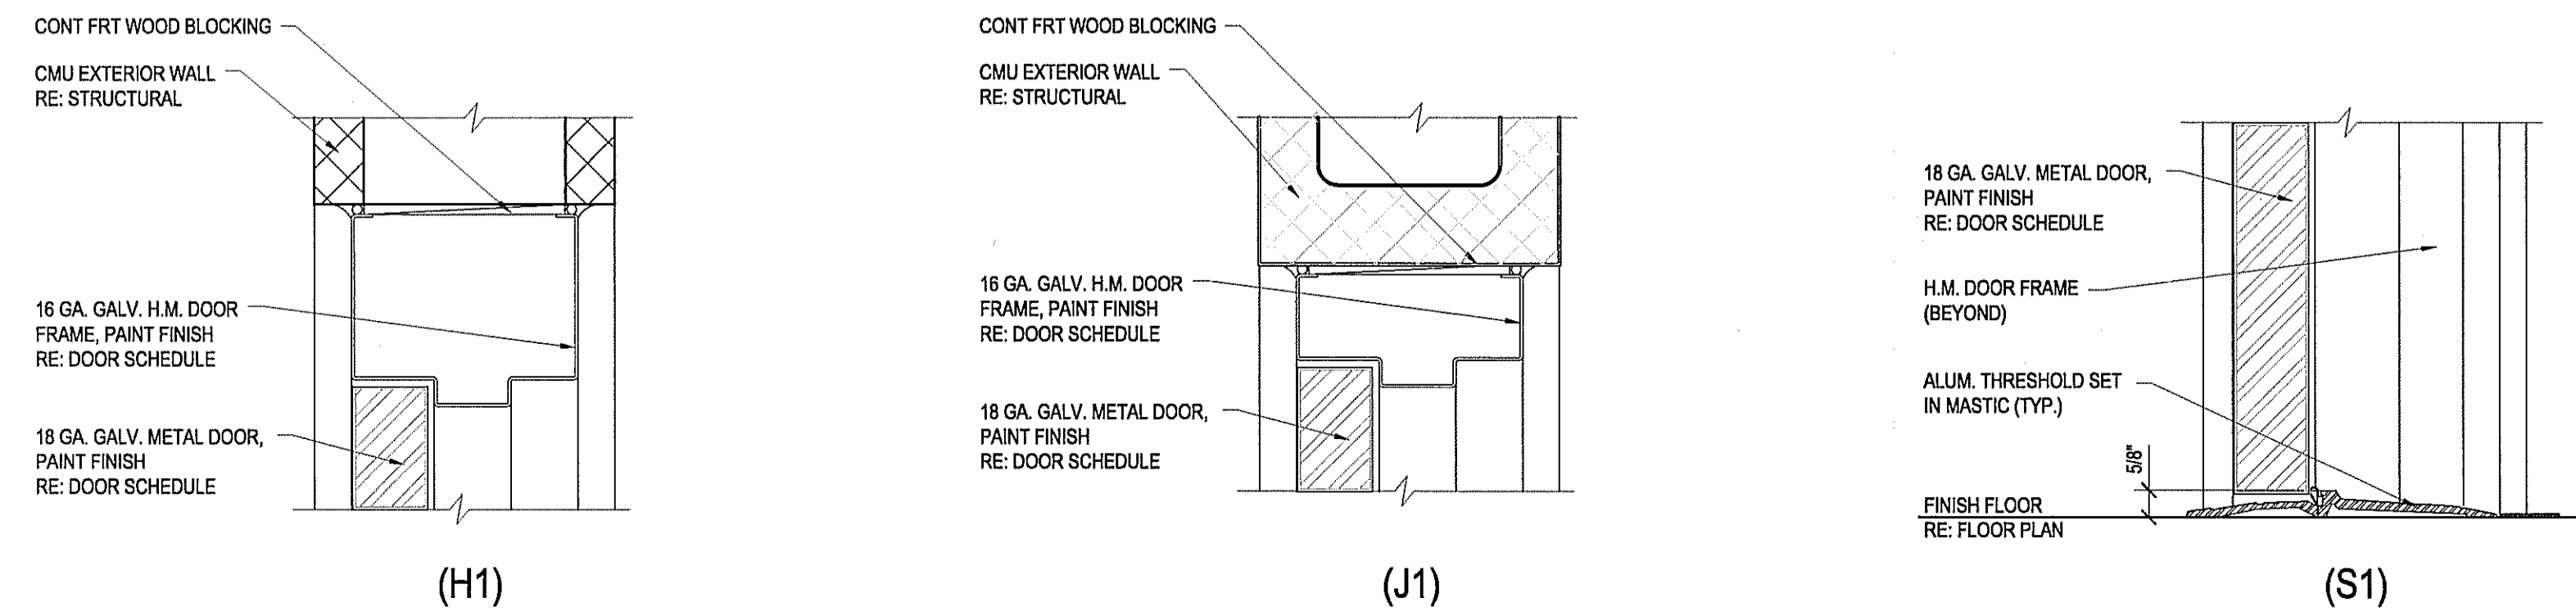 CONT FRT WOOD BLOCKING
CMU EXTERIOR WALL
RE: STRUCTURAL
16 GA. GALV. H.M. DOOR
FRAME, PAINT FINISH
RE: DOOR SCHEDULE
18 GA. GALV. METAL DOOR,
PAINT FINISH
RE: DOOR SCHEDULE
(H1)
CONT FRT WOOD BLOCKING
CMU EXTERIOR WALL
RE: STRUCTURAL
16 GA. GALV. H.M. DOOR
FRAME, PAINT FINISH
RE: DOOR SCHEDULE
18 GA. GALV. METAL DOOR,
PAINT FINISH
RE: DOOR SCHEDULE
(J1)
18 GA. GALV. METAL DOOR,
PAINT FINISH
RE: DOOR SCHEDULE
H.M. DOOR FRAME
(BEYOND)
ALUM. THRESHOLD SET
IN MASTIC (TYP.)
5/8"
FINISH FLOOR
RE: FLOOR PLAN
(S1)